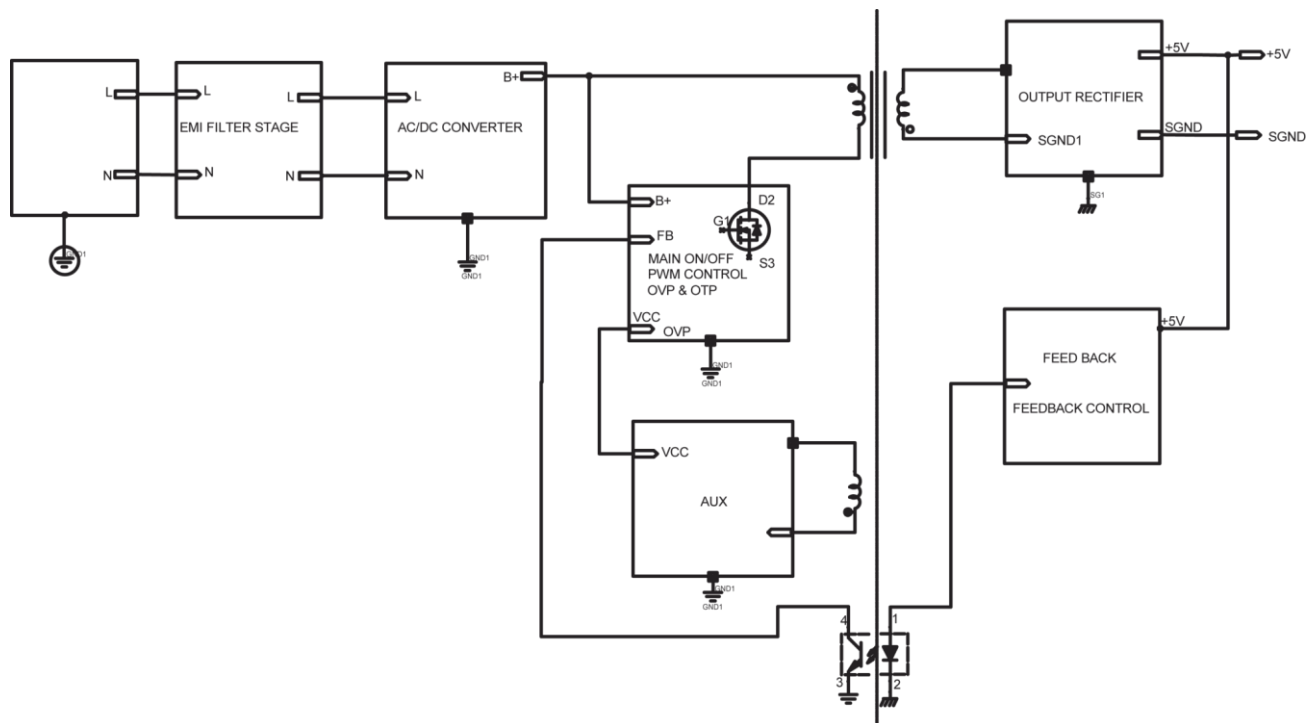 L
N
L
N
EMI FILTER STAGE
L
N
L
N
AC/DC CONVERTER
B+
GND1
GND1
GND1
B+
FB
D2
G1
S3
MAIN ON/OFF
PWM CONTROL
OVP & OTP
VCC
OVP
GND1
GND1
VCC
AUX
GND1
GND1
4
3
1
2
+5V
+5V
OUTPUT RECTIFIER
SGND1
SGND
SGND
SG1
+5V
FEED BACK
FEEDBACK CONTROL